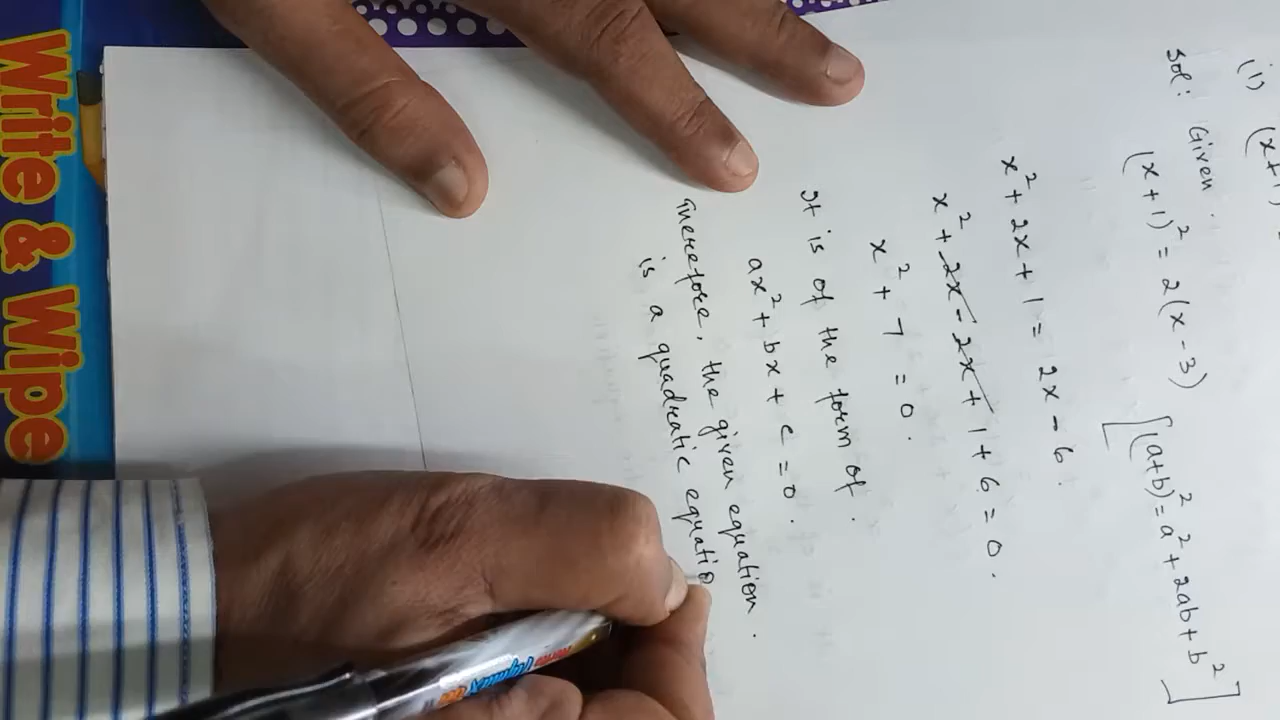 (i) (x+1)
Sol: Given.
(x+1)² = 2(x-3) [(a+b)² = a² + 2ab + b²]
x² + 2x + 1 = 2x - 6.
x² + 2x - 2x + 1 + 6 = 0.
x² + 7 = 0.
It is of the form of.
ax² + bx + c = 0.
Therefore, the given equation.
is a quadratic equatio
Write & Wipe